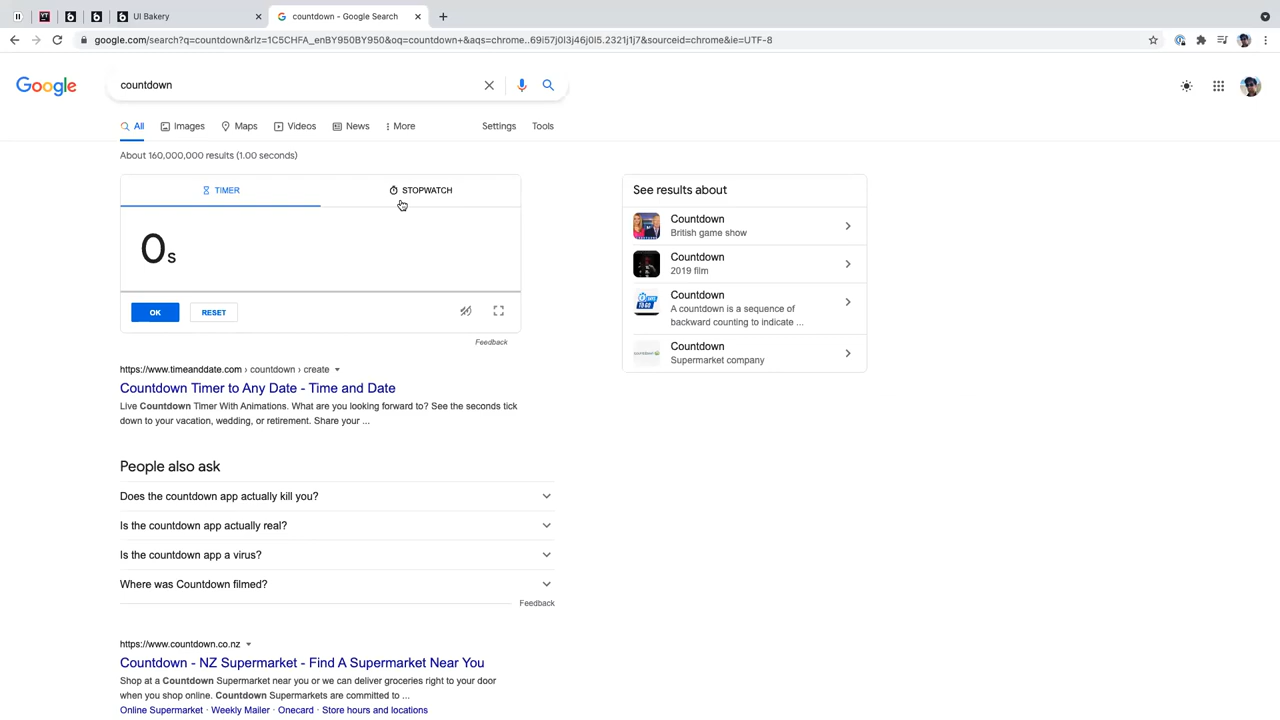 UI Bakery
countdown - Google Search
google.com/search?q=countdown&rlz=1C5CHFA_enBY950BY950&oq=countdown+&aqs=chrome..69i57j0l3j46j0l5.2321j1j7&sourceid=chrome&ie=UTF-8
Google
countdown
All Images Maps Videos News More Settings Tools
About 160,000,000 results (1.00 seconds)
TIMER STOPWATCH
0s
OK RESET
Feedback
See results about
Countdown
British game show
Countdown
2019 film
Countdown
A countdown is a sequence of
backward counting to indicate ...
Countdown
Supermarket company
https://www.timeanddate.com › countdown › create
Countdown Timer to Any Date - Time and Date
Live Countdown Timer With Animations. What are you looking forward to? See the seconds tick
down to your vacation, wedding, or retirement. Share your ...
People also ask
Does the countdown app actually kill you?
Is the countdown app actually real?
Is the countdown app a virus?
Where was Countdown filmed?
Feedback
https://www.countdown.co.nz
Countdown - NZ Supermarket - Find A Supermarket Near You
Shop at a Countdown Supermarket near you or we can deliver groceries right to your door
when you shop online. Countdown Supermarkets are committed to ...
Online Supermarket · Weekly Mailer · Onecard · Store hours and locations